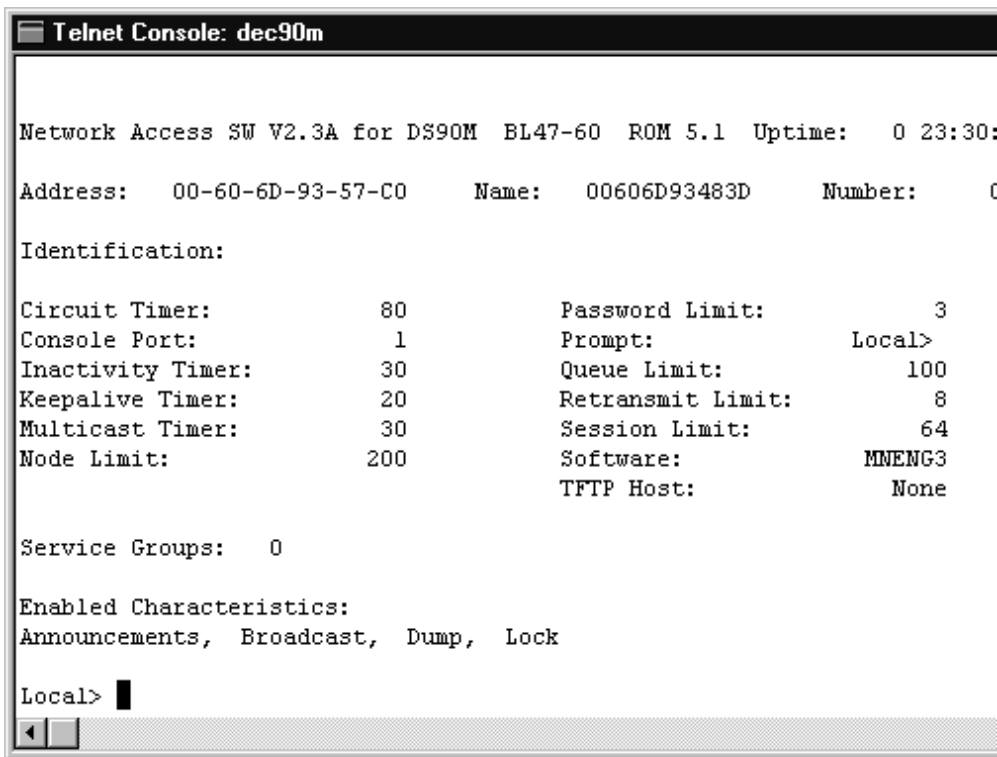 Telnet Console: dec90m
Network Access SW V2.3A for DS90M BL47-60 ROM 5.1 Uptime: 0 23:30:
Address: 00-60-6D-93-57-C0 Name: 00606D93483D Number: 0
Identification:
Circuit Timer: 80 Password Limit: 3
Console Port: 1 Prompt: Local>
Inactivity Timer: 30 Queue Limit: 100
Keepalive Timer: 20 Retransmit Limit: 8
Multicast Timer: 30 Session Limit: 64
Node Limit: 200 Software: MNENG3
TFTP Host: None
Service Groups: 0
Enabled Characteristics:
Announcements, Broadcast, Dump, Lock
Local>